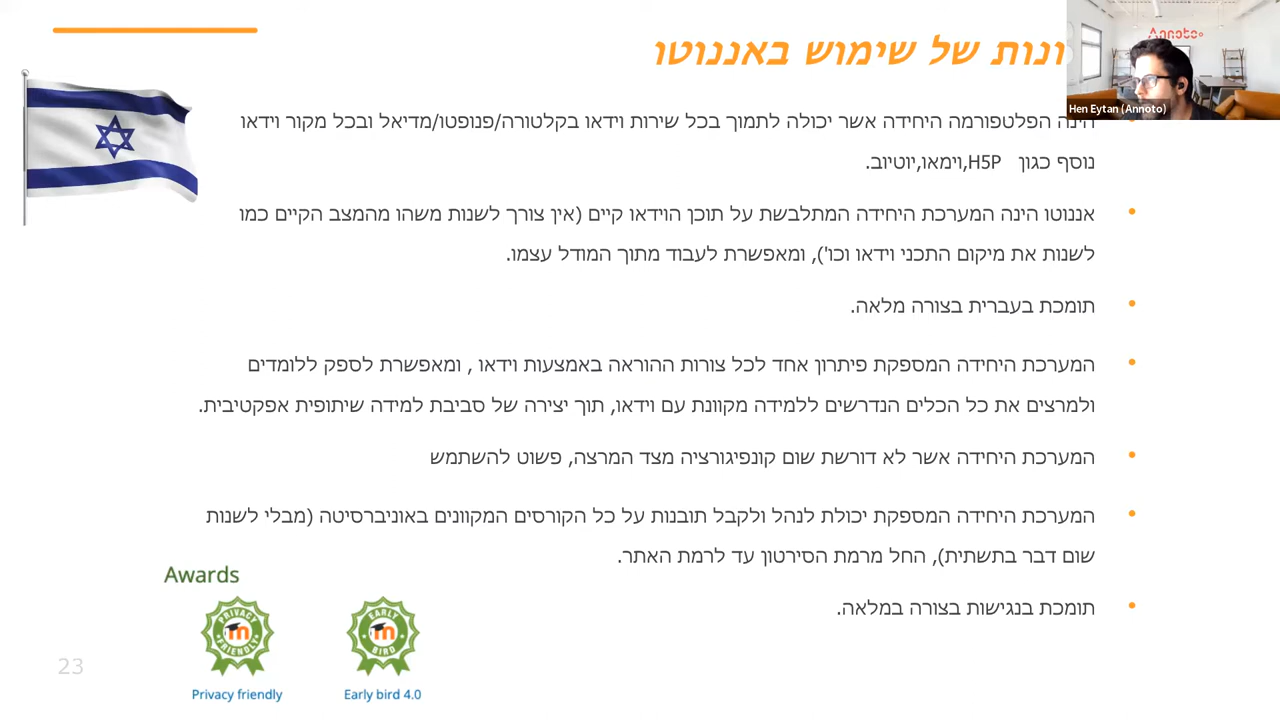 ונות של שימוש באננוטו
Annoto
Hen Eytan (Annoto)
הינה הפלטפורמה היחידה אשר יכולה לתמוך בכל שירות וידאו בקלטורה/פנופטו/מדיאל ובכל מקור וידאו
נוסף כגון H5P,וימאו,יוטיוב.
אננוטו הינה המערכת היחידה המתלבשת על תוכן הוידאו קיים (אין צורך לשנות משהו מהמצב הקיים כמו
לשנות את מיקום התכני וידאו וכו'), ומאפשרת לעבוד מתוך המודל עצמו.
תומכת בעברית בצורה מלאה.
המערכת היחידה המספקת פיתרון אחד לכל צורות ההוראה באמצעות וידאו , ומאפשרת לספק ללומדים
ולמרצים את כל הכלים הנדרשים ללמידה מקוונת עם וידאו, תוך יצירה של סביבת למידה שיתופית אפקטיבית.
המערכת היחידה אשר לא דורשת שום קונפיגורציה מצד המרצה, פשוט להשתמש
המערכת היחידה המספקת יכולת לנהל ולקבל תובנות על כל הקורסים המקוונים באוניברסיטה (מבלי לשנות
שום דבר בתשתית), החל מרמת הסירטון עד לרמת האתר.
תומכת בנגישות בצורה במלאה.
Awards
PRIVACY FRIENDLY
EARLY BIRD
Privacy friendly
Early bird 4.0
23